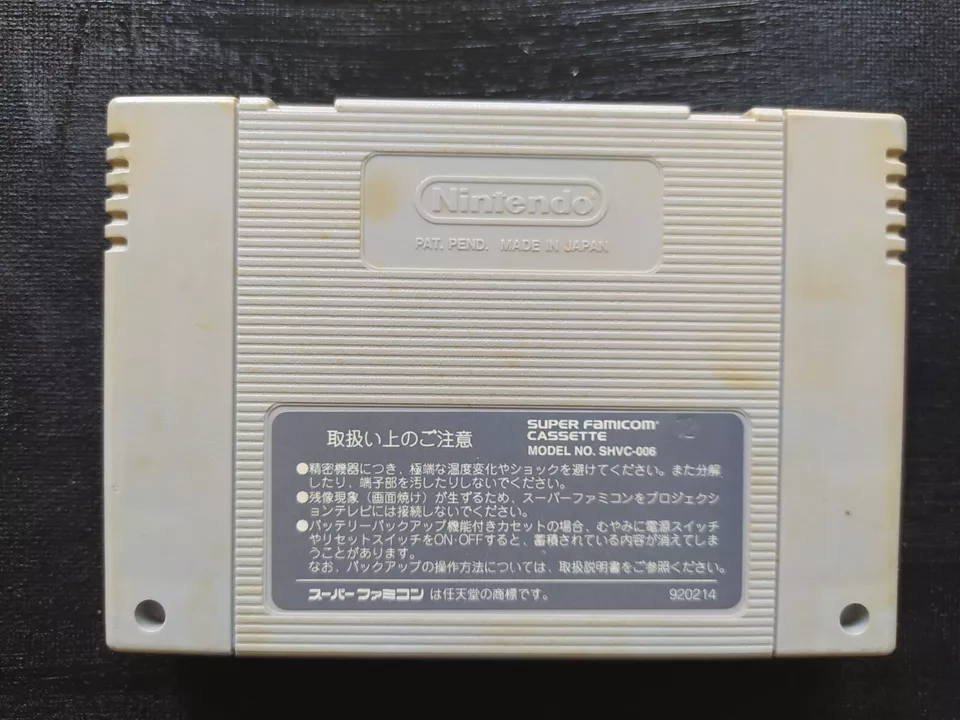 Nintendo
PAT. PEND. MADE IN JAPAN
取扱い上のご注意
SUPER FAMICOM
CASSETTE
MODEL NO. SHVC-006
●精密機器につき、極端な温度変化やショックを避けてください。また分解
したり、端子部を汚したりしないでください。
●残像現象（画面焼け）が生ずるため、スーパーファミコンをプロジェクシ
ョンテレビには接続しないでください。
●バッテリーバックアップ機能付きカセットの場合、むやみに電源スイッチ
やリセットスイッチをON・OFFすると、蓄積されている内容が消えてしま
うことがあります。
なお、バックアップの操作方法については、取扱説明書をご参照ください。
スーパーファミコン は任天堂の商標です。
920214